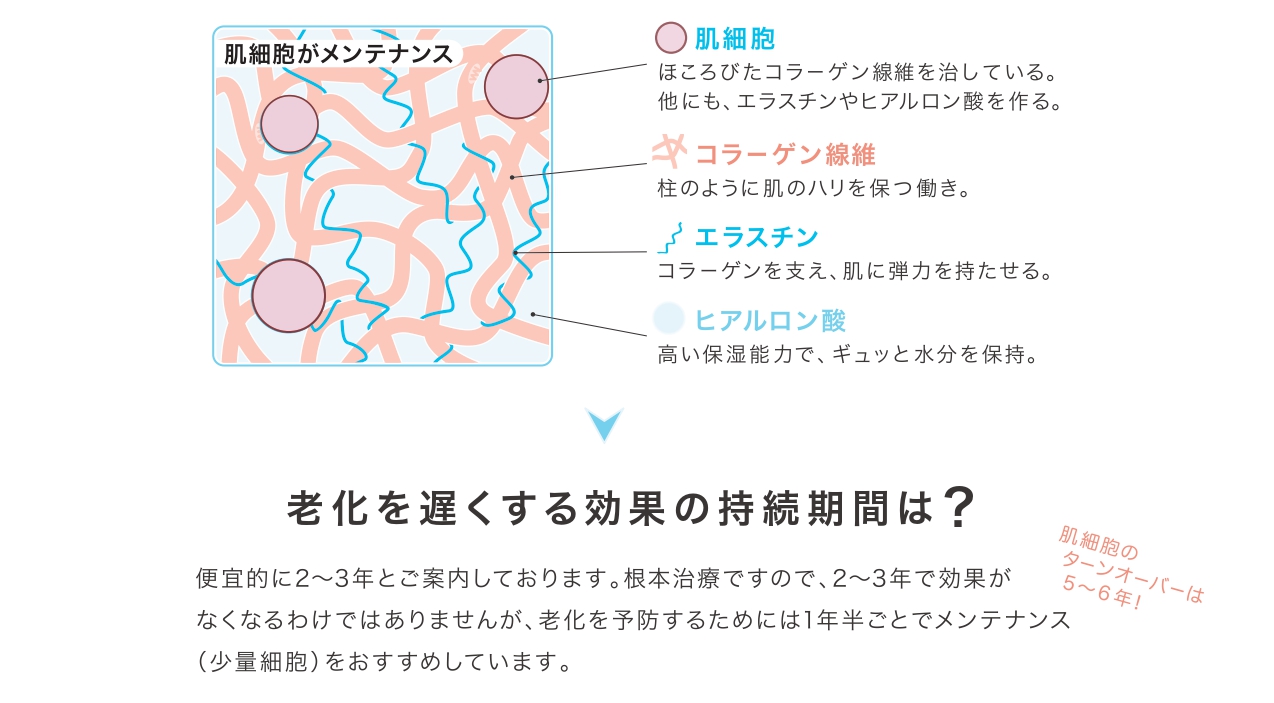 肌細胞がメンテナンス
肌細胞
ほころびたコラーゲン線維を治している。
他にも、エラスチンやヒアルロン酸を作る。
コラーゲン線維
柱のように肌のハリを保つ働き。
エラスチン
コラーゲンを支え、肌に弾力を持たせる。
ヒアルロン酸
高い保湿能力で、ギュッと水分を保持。
老化を遅くする効果の持続期間は?
便宜的に2〜3年とご案内しております。根本治療ですので、2〜3年で効果が
なくなるわけではありませんが、老化を予防するためには1年半ごとでメンテナンス
(少量細胞)をおすすめしています。
肌細胞の
ターンオーバーは
5〜6年!